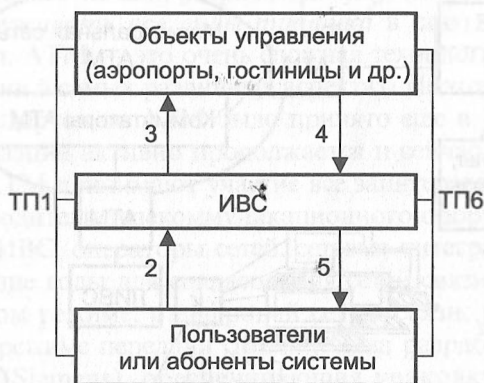 Объекты управления
(аэропорты, гостиницы и др.)
3
4
ТП1
ИВС
ТП6
2
5
Пользователи
или абоненты системы